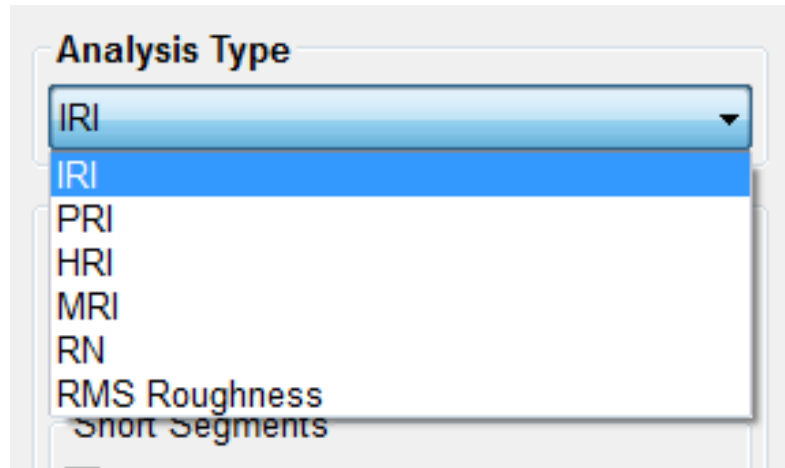 Analysis Type
IRI
IRI
PRI
HRI
MRI
RN
RMS Roughness
Short Segments